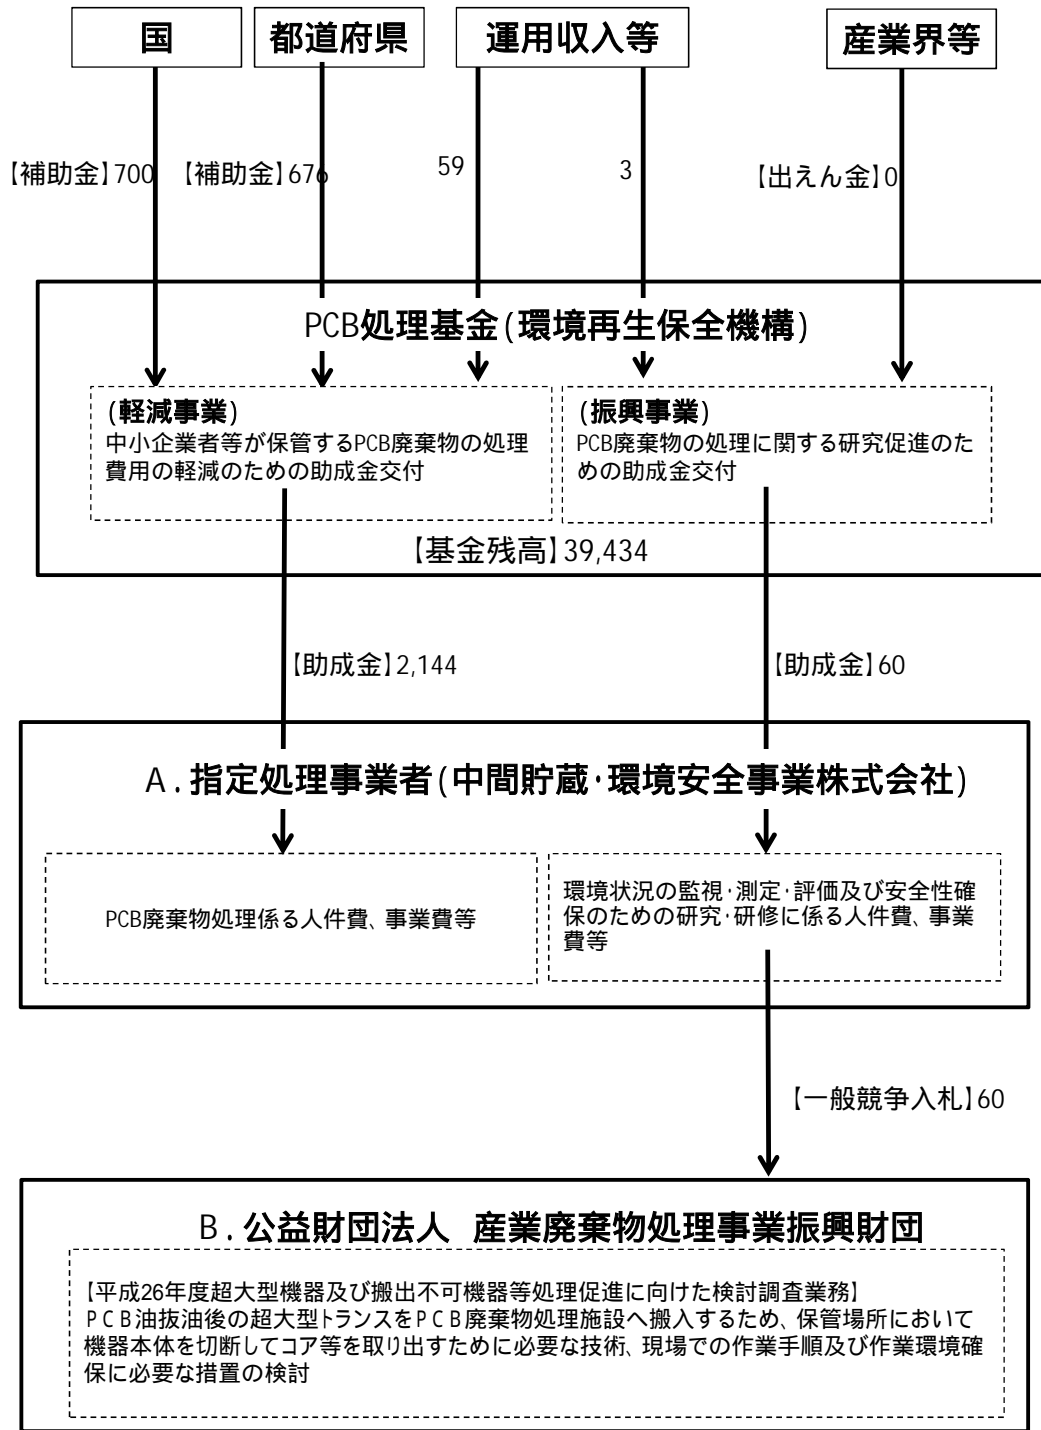 国 都道府県 運用収入等 産業界等
【補助金】700 【補助金】676 59 3 【出えん金】0
PCB処理基金(環境再生保全機構)
(軽減事業)
中小企業者等が保管するPCB廃棄物の処理
費用の軽減のための助成金交付
(振興事業)
PCB廃棄物の処理に関する研究促進のた
めの助成金交付
【基金残高】39,434
【助成金】2,144 【助成金】60
A.指定処理事業者(中間貯蔵・環境安全事業株式会社)
PCB廃棄物処理係る人件費、事業費等
環境状況の監視・測定・評価及び安全性確
保のための研究・研修に係る人件費、事業
費等
【一般競争入札】60
B.公益財団法人 産業廃棄物処理事業振興財団
【平成26年度超大型機器及び搬出不可機器等処理促進に向けた検討調査業務】
PCB油抜油後の超大型トランスをPCB廃棄物処理施設へ搬入するため、保管場所において
機器本体を切断してコア等を取り出すために必要な技術、現場での作業手順及び作業環境確
保に必要な措置の検討